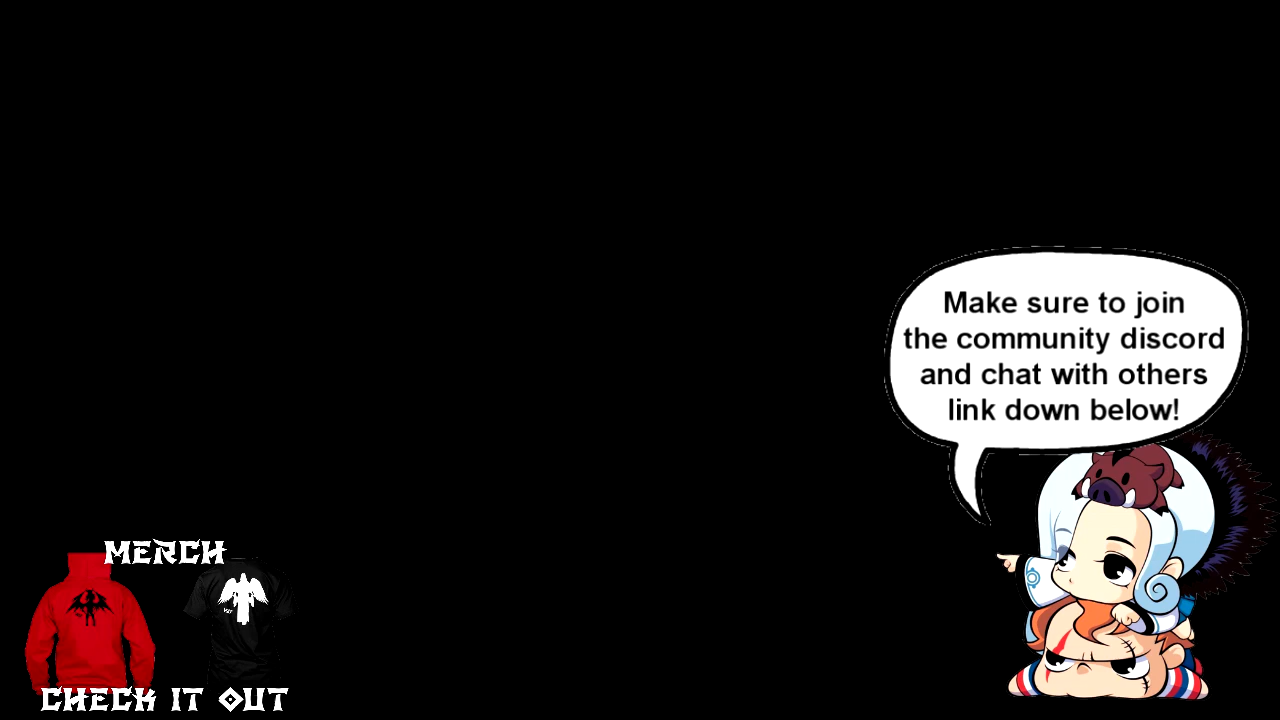 Make sure to join
the community discord
and chat with others
link down below!
MERCH
CHECK IT OUT